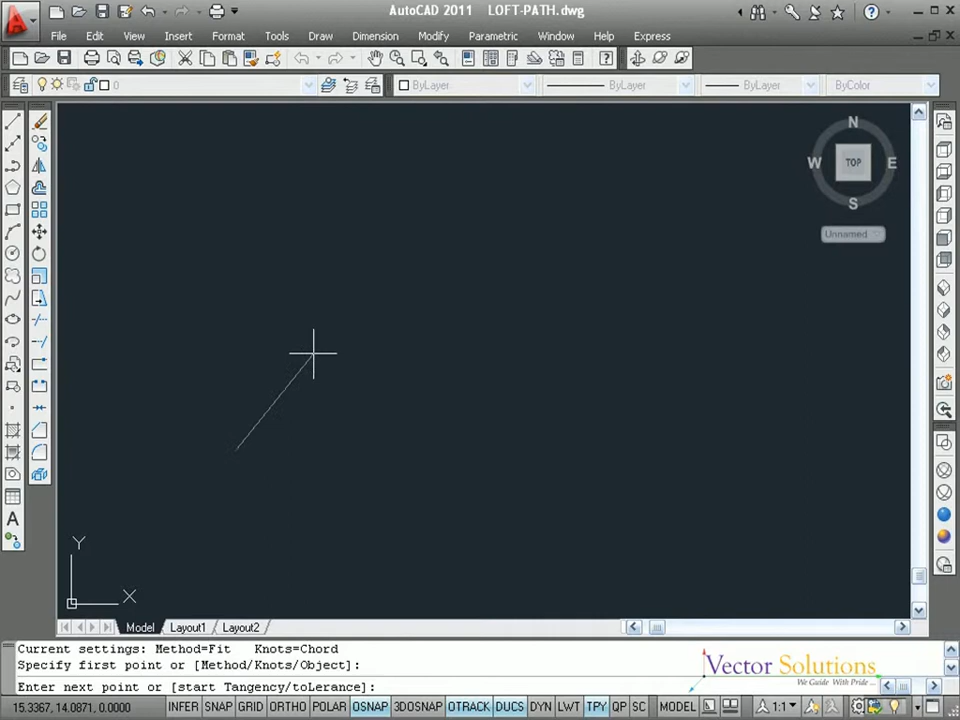 AutoCAD 2011 LOFT-PATH.dwg
File Edit View Insert Format Tools Draw Dimension Modify Parametric Window Help Express
0 ByLayer ByLayer ByLayer ByColor
N
W TOP E
S
Unnamed
A
Y
X
Model Layout1 Layout2
Current settings: Method=Fit Knots=Chord
Specify first point or [Method/Knots/Object]:
Enter next point or [start Tangency/toLerance]:
Vector Solutions
We Guide With Pride ...
15.3367, 14.0871, 0.0000 INFER SNAP GRID ORTHO POLAR OSNAP 3DOSNAP OTRACK DUCS DYN LWT TPY QP SC MODEL 1:1